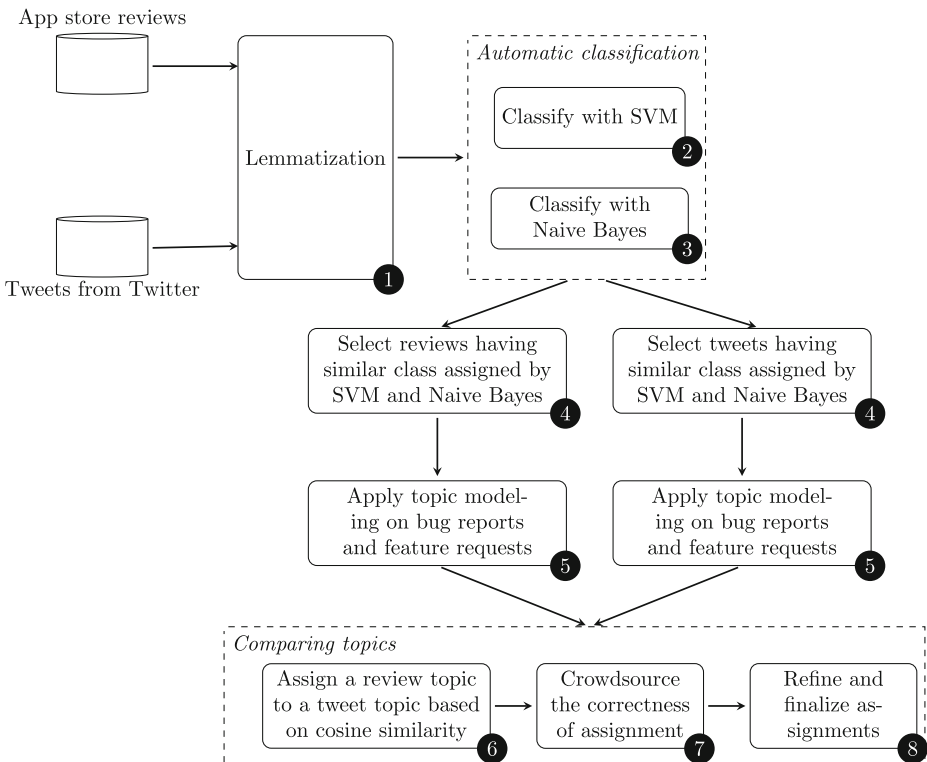 App store reviews
Tweets from Twitter
Lemmatization
1
Automatic classification
Classify with SVM
2
Classify with
Naive Bayes
3
Select reviews having
similar class assigned by
SVM and Naive Bayes
4
Select tweets having
similar class assigned by
SVM and Naive Bayes
4
Apply topic model-
ing on bug reports
and feature requests
5
Apply topic model-
ing on bug reports
and feature requests
5
Comparing topics
Assign a review topic
to a tweet topic based
on cosine similarity
6
Crowdsource
the correctness
of assignment
7
Refine and
finalize as-
signments
8